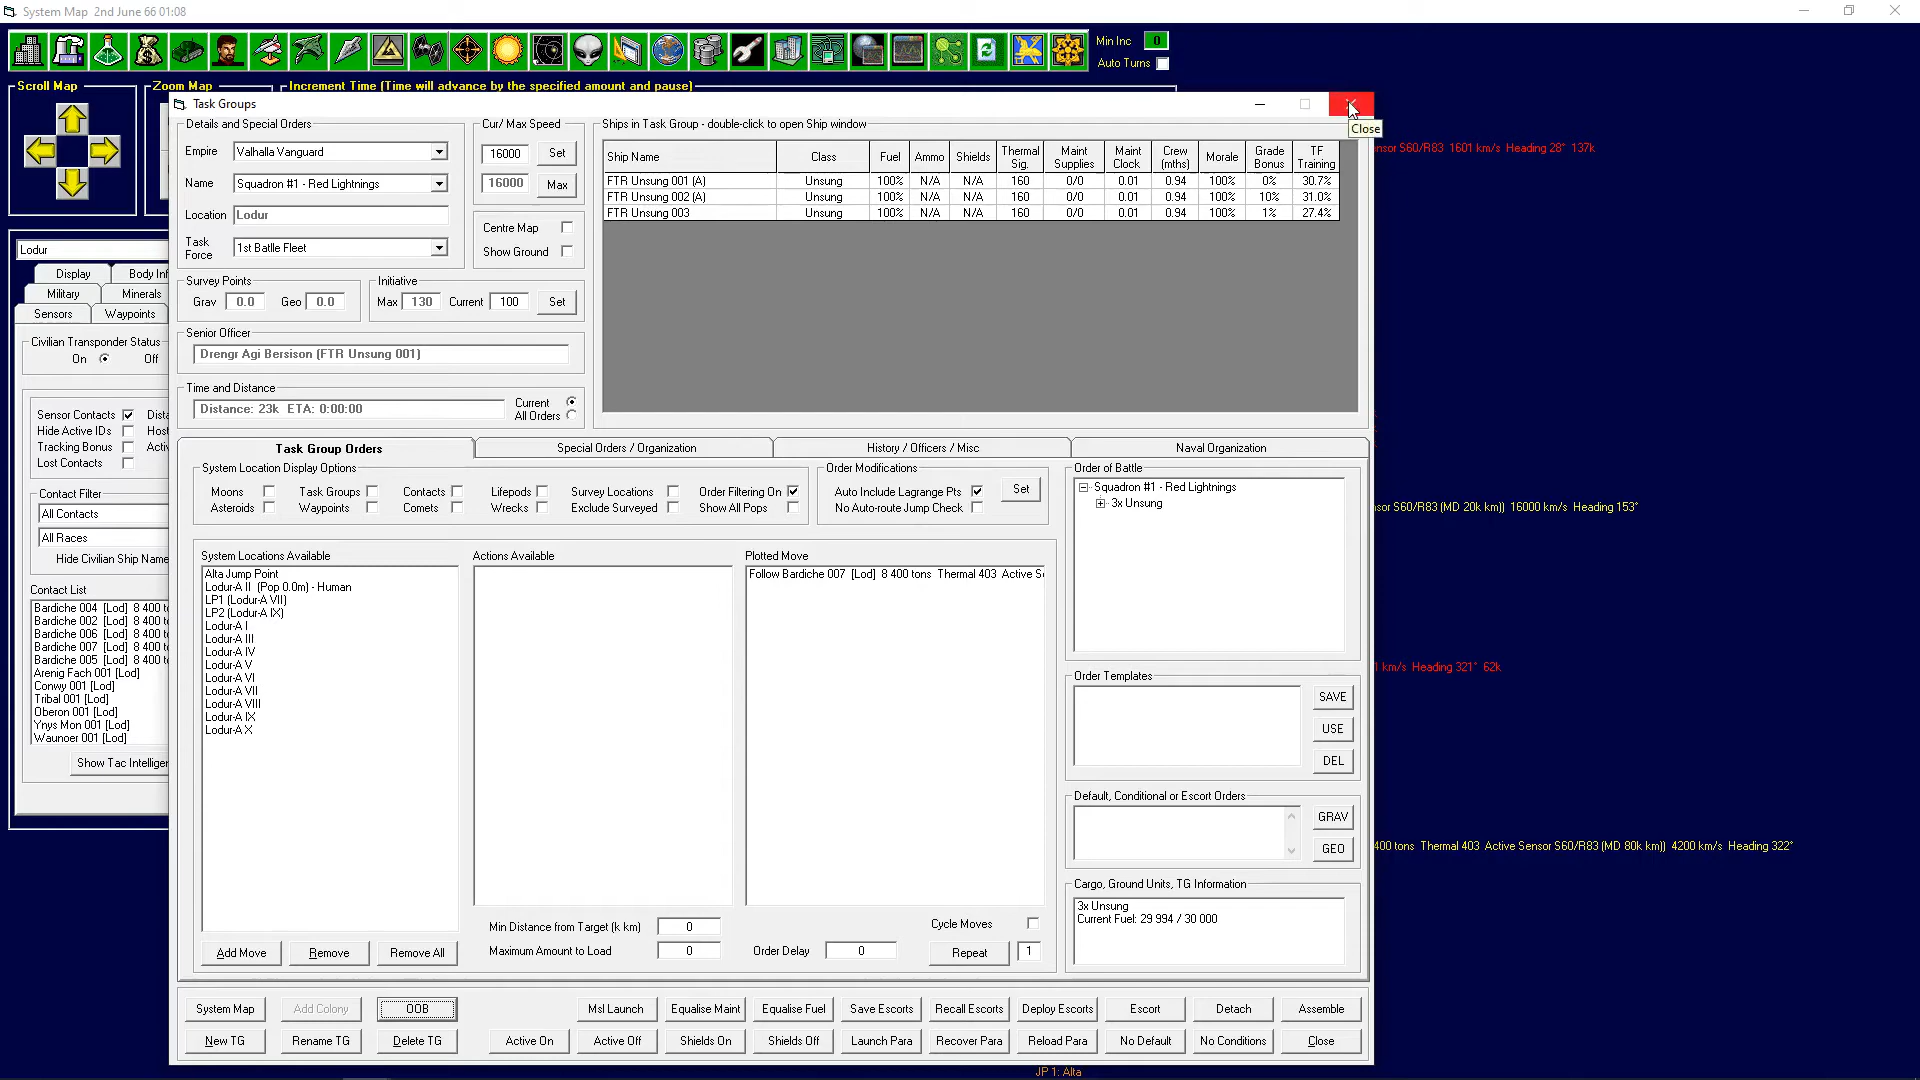 System Map   2nd June 66 01:08
Min Inc   0
Auto Turns
Scroll Map
Zoom Map
Increment Time (Time will advance by the specified amount and pause)
Task Groups
Close
Details and Special Orders
Empire   Valhalla Vanguard
Name   Squadron #1 - Red Lightnings
Location   Lodur
Task Force   1st Batlle Fleet
Cur/ Max Speed
16000   Set
16000   Max
Centre Map
Show Ground
Survey Points
Grav   0.0   Geo   0.0
Initiative
Max   130   Current   100   Set
Senior Officer
Drengr Agi Bersison (FTR Unsung 001)
Time and Distance
Distance: 23k   ETA: 0:00:00
Current
All Orders
Ships in Task Group - double-click to open Ship window
Ship Name   Class   Fuel   Ammo   Shields   Thermal Sig.   Maint Supplies   Maint Clock   Crew (mths)   Morale   Grade Bonus   TF Training
FTR Unsung 001 (A)   Unsung   100%   N/A   N/A   160   0/0   0.01   0.94   100%   0%   30.7%
FTR Unsung 002 (A)   Unsung   100%   N/A   N/A   160   0/0   0.01   0.94   100%   10%   31.0%
FTR Unsung 003   Unsung   100%   N/A   N/A   160   0/0   0.01   0.94   100%   1%   27.4%
S60/R83   1601 km/s   Heading 28°   137k
S60/R83 (MD 20k km))   16000 km/s   Heading 153°
km/s   Heading 321°   62k
400 tons   Thermal 403   Active Sensor S60/R83 (MD 80k km))   4200 km/s   Heading 322°
JP 1: Alta
Lodur
Display
Military   Minerals
Sensors   Waypoints
Civilian Transponder Status
On   Off
Sensor Contacts
Hide Active IDs
Tracking Bonus
Lost Contacts
Contact Filter
All Contacts
All Races
Hide Civilian Ship Name
Contact List
Bardiche 004   [Lod]   8 400
Bardiche 002   [Lod]   8 400
Bardiche 006   [Lod]   8 400
Bardiche 007   [Lod]   8 400
Bardiche 005   [Lod]   8 400
Arenig Fach 001 [Lod]
Conwy 001 [Lod]
Tribal 001 [Lod]
Oberon 001 [Lod]
Ynys Mon 001 [Lod]
Waunoer 001 [Lod]
Show Tac
Task Group Orders   Special Orders / Organization   History / Officers / Misc   Naval Organization
System Location Display Options
Moons   Task Groups   Contacts   Lifepods   Survey Locations   Order Filtering On
Asteroids   Waypoints   Comets   Wrecks   Exclude Surveyed   Show All Pops
Order Modifications
Auto Include Lagrange Pts   Set
No Auto-route Jump Check
System Locations Available
Alta Jump Point
Lodur-A II   (Pop 0.0m) - Human
LP1 (Lodur-A VII)
LP2 (Lodur-A IX)
Lodur-A I
Lodur-A III
Lodur-A IV
Lodur-A V
Lodur-A VI
Lodur-A VII
Lodur-A VIII
Lodur-A IX
Lodur-A X
Add Move   Remove   Remove All
Actions Available
Min Distance from Target (k km)   0
Maximum Amount to Load   0
Plotted Move
Follow Bardiche 007   [Lod]   8 400 tons   Thermal 403   Active
Cycle Moves
Order Delay   0   Repeat   1
Order of Battle
Squadron #1 - Red Lightnings
3x Unsung
Order Templates
SAVE
USE
DEL
Default, Conditional or Escort Orders
GRAV
GEO
Cargo, Ground Units, TG Information
3x Unsung
Current Fuel: 29 994 / 30 000
System Map   Add Colony   OOB   Msl Launch   Equalise Maint   Equalise Fuel   Save Escorts   Recall Escorts   Deploy Escorts   Escort   Detach   Assemble
New TG   Rename TG   Delete TG   Active On   Active Off   Shields On   Shields Off   Launch Para   Recover Para   Reload Para   No Default   No Conditions   Close